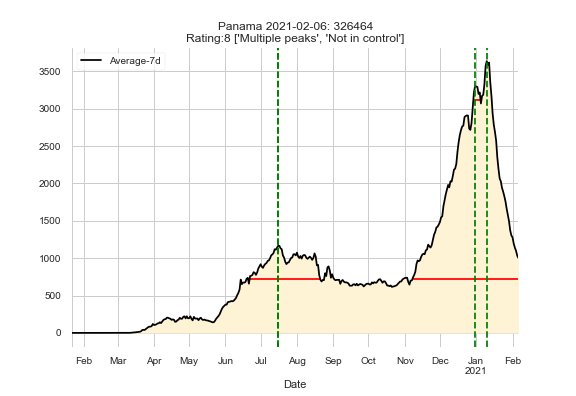 Panama 2021-02-06: 326464
Rating:8 ['Multiple peaks', 'Not in control']
Average-7d
3500
3000
2500
2000
1500
1000
500
0
Feb Mar Apr May Jun Jul Aug Sep Oct Nov Dec Jan Feb
2021
Date